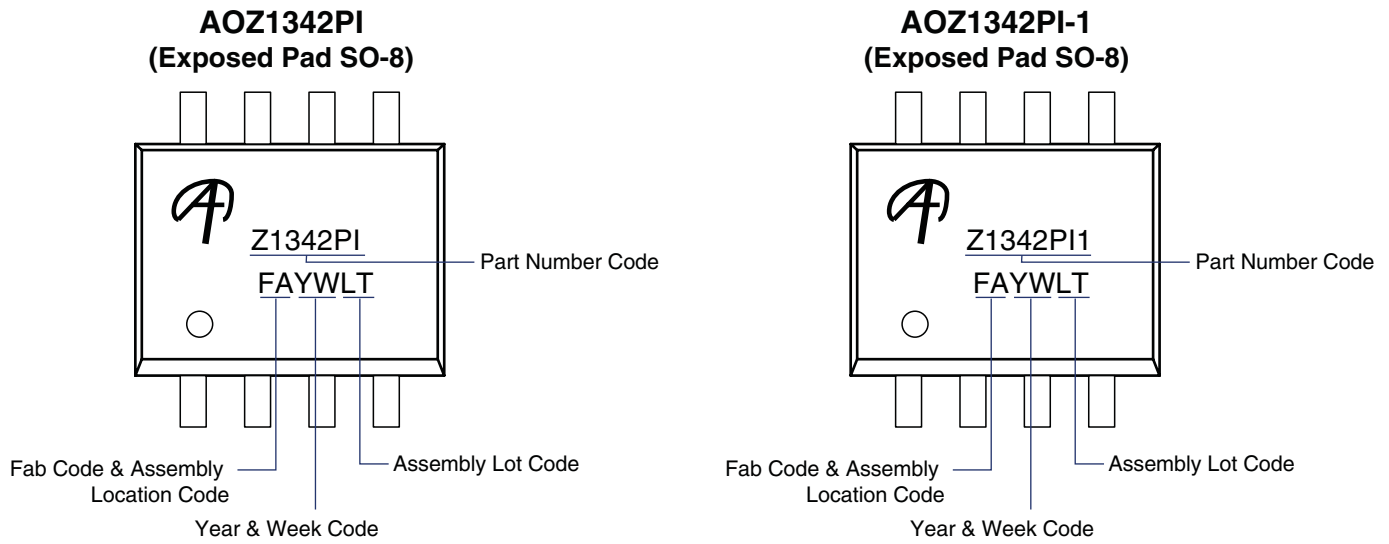 AOZ1342PI
(Exposed Pad SO-8)
Z1342PI
Part Number Code
FAYWLT
Fab Code & Assembly
Location Code
Assembly Lot Code
Year & Week Code
AOZ1342PI-1
(Exposed Pad SO-8)
Z1342PI1
Part Number Code
FAYWLT
Fab Code & Assembly
Location Code
Assembly Lot Code
Year & Week Code